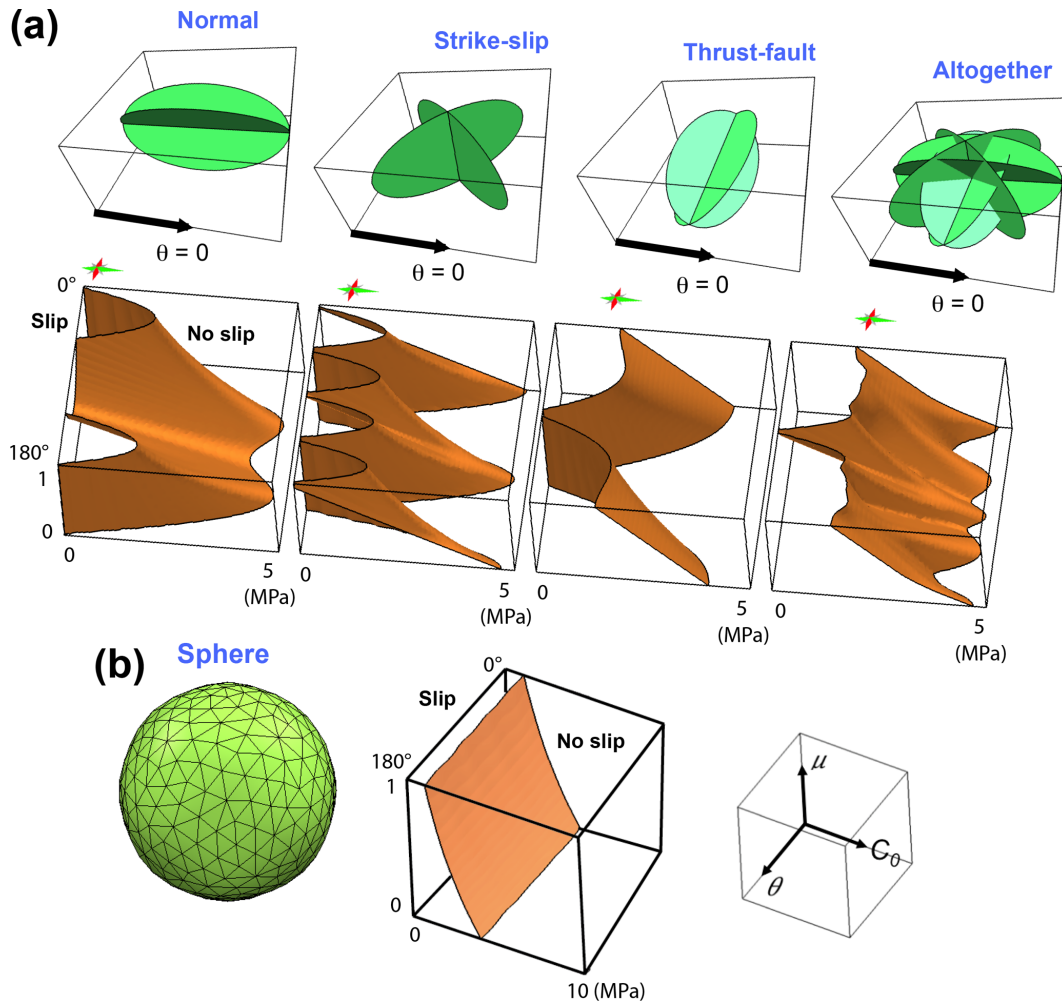 (a)
Normal
Strike-slip
Thrust-fault
Altogether
θ = 0
θ = 0
θ = 0
θ = 0
0°
Slip
No slip
180°
1
0
0
5
(MPa)
0
5
(MPa)
0
5
(MPa)
0
5
(MPa)
(b)
Sphere
0°
Slip
No slip
180°
1
0
0
10 (MPa)
μ
C₀
θ